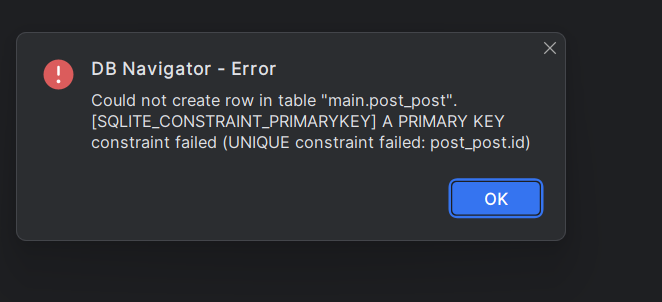 DB Navigator - Error
Could not create row in table "main.post_post".
[SQLITE_CONSTRAINT_PRIMARYKEY] A PRIMARY KEY
constraint failed (UNIQUE constraint failed: post_post.id)
OK